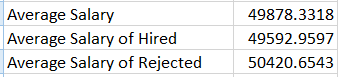 Average Salary 49878.3318
Average Salary of Hired 49592.9597
Average Salary of Rejected 50420.6543